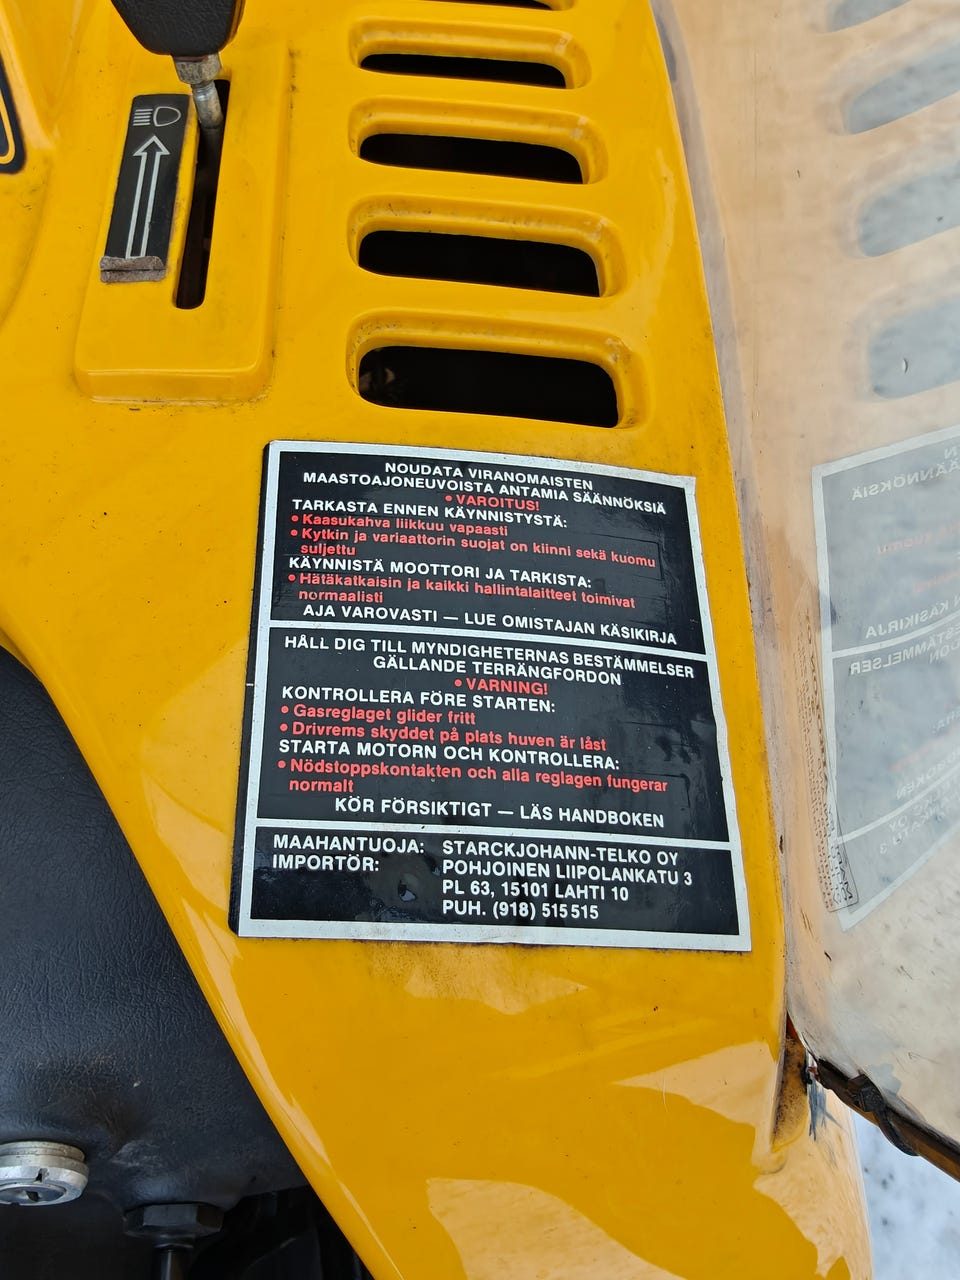 NOUDATA VIRANOMAISTEN
MAASTOAJONEUVOISTA ANTAMIA SÄÄNNÖKSIÄ
• VAROITUS!
TARKASTA ENNEN KÄYNNISTYSTÄ:
• Kaasukahva liikkuu vapaasti
• Kytkin ja variaattorin suojat on kiinni sekä kuomu
suljettu
KÄYNNISTÄ MOOTTORI JA TARKISTA:
• Hätäkatkaisin ja kaikki hallintalaitteet toimivat
normaalisti
AJA VAROVASTI — LUE OMISTAJAN KÄSIKIRJA
HÅLL DIG TILL MYNDIGHETERNAS BESTÄMMELSER
GÄLLANDE TERRÄNGFORDON
• VARNING!
KONTROLLERA FÖRE STARTEN:
• Gasreglaget glider fritt
• Drivrems skyddet på plats huven är låst
STARTA MOTORN OCH KONTROLLERA:
• Nödstoppskontakten och alla reglagen fungerar
normalt
KÖR FÖRSIKTIGT — LÄS HANDBOKEN
MAAHANTUOJA: STARCKJOHANN-TELKO OY
IMPORTÖR: POHJOINEN LIIPOLANKATU 3
PL 63, 15101 LAHTI 10
PUH. (918) 515515